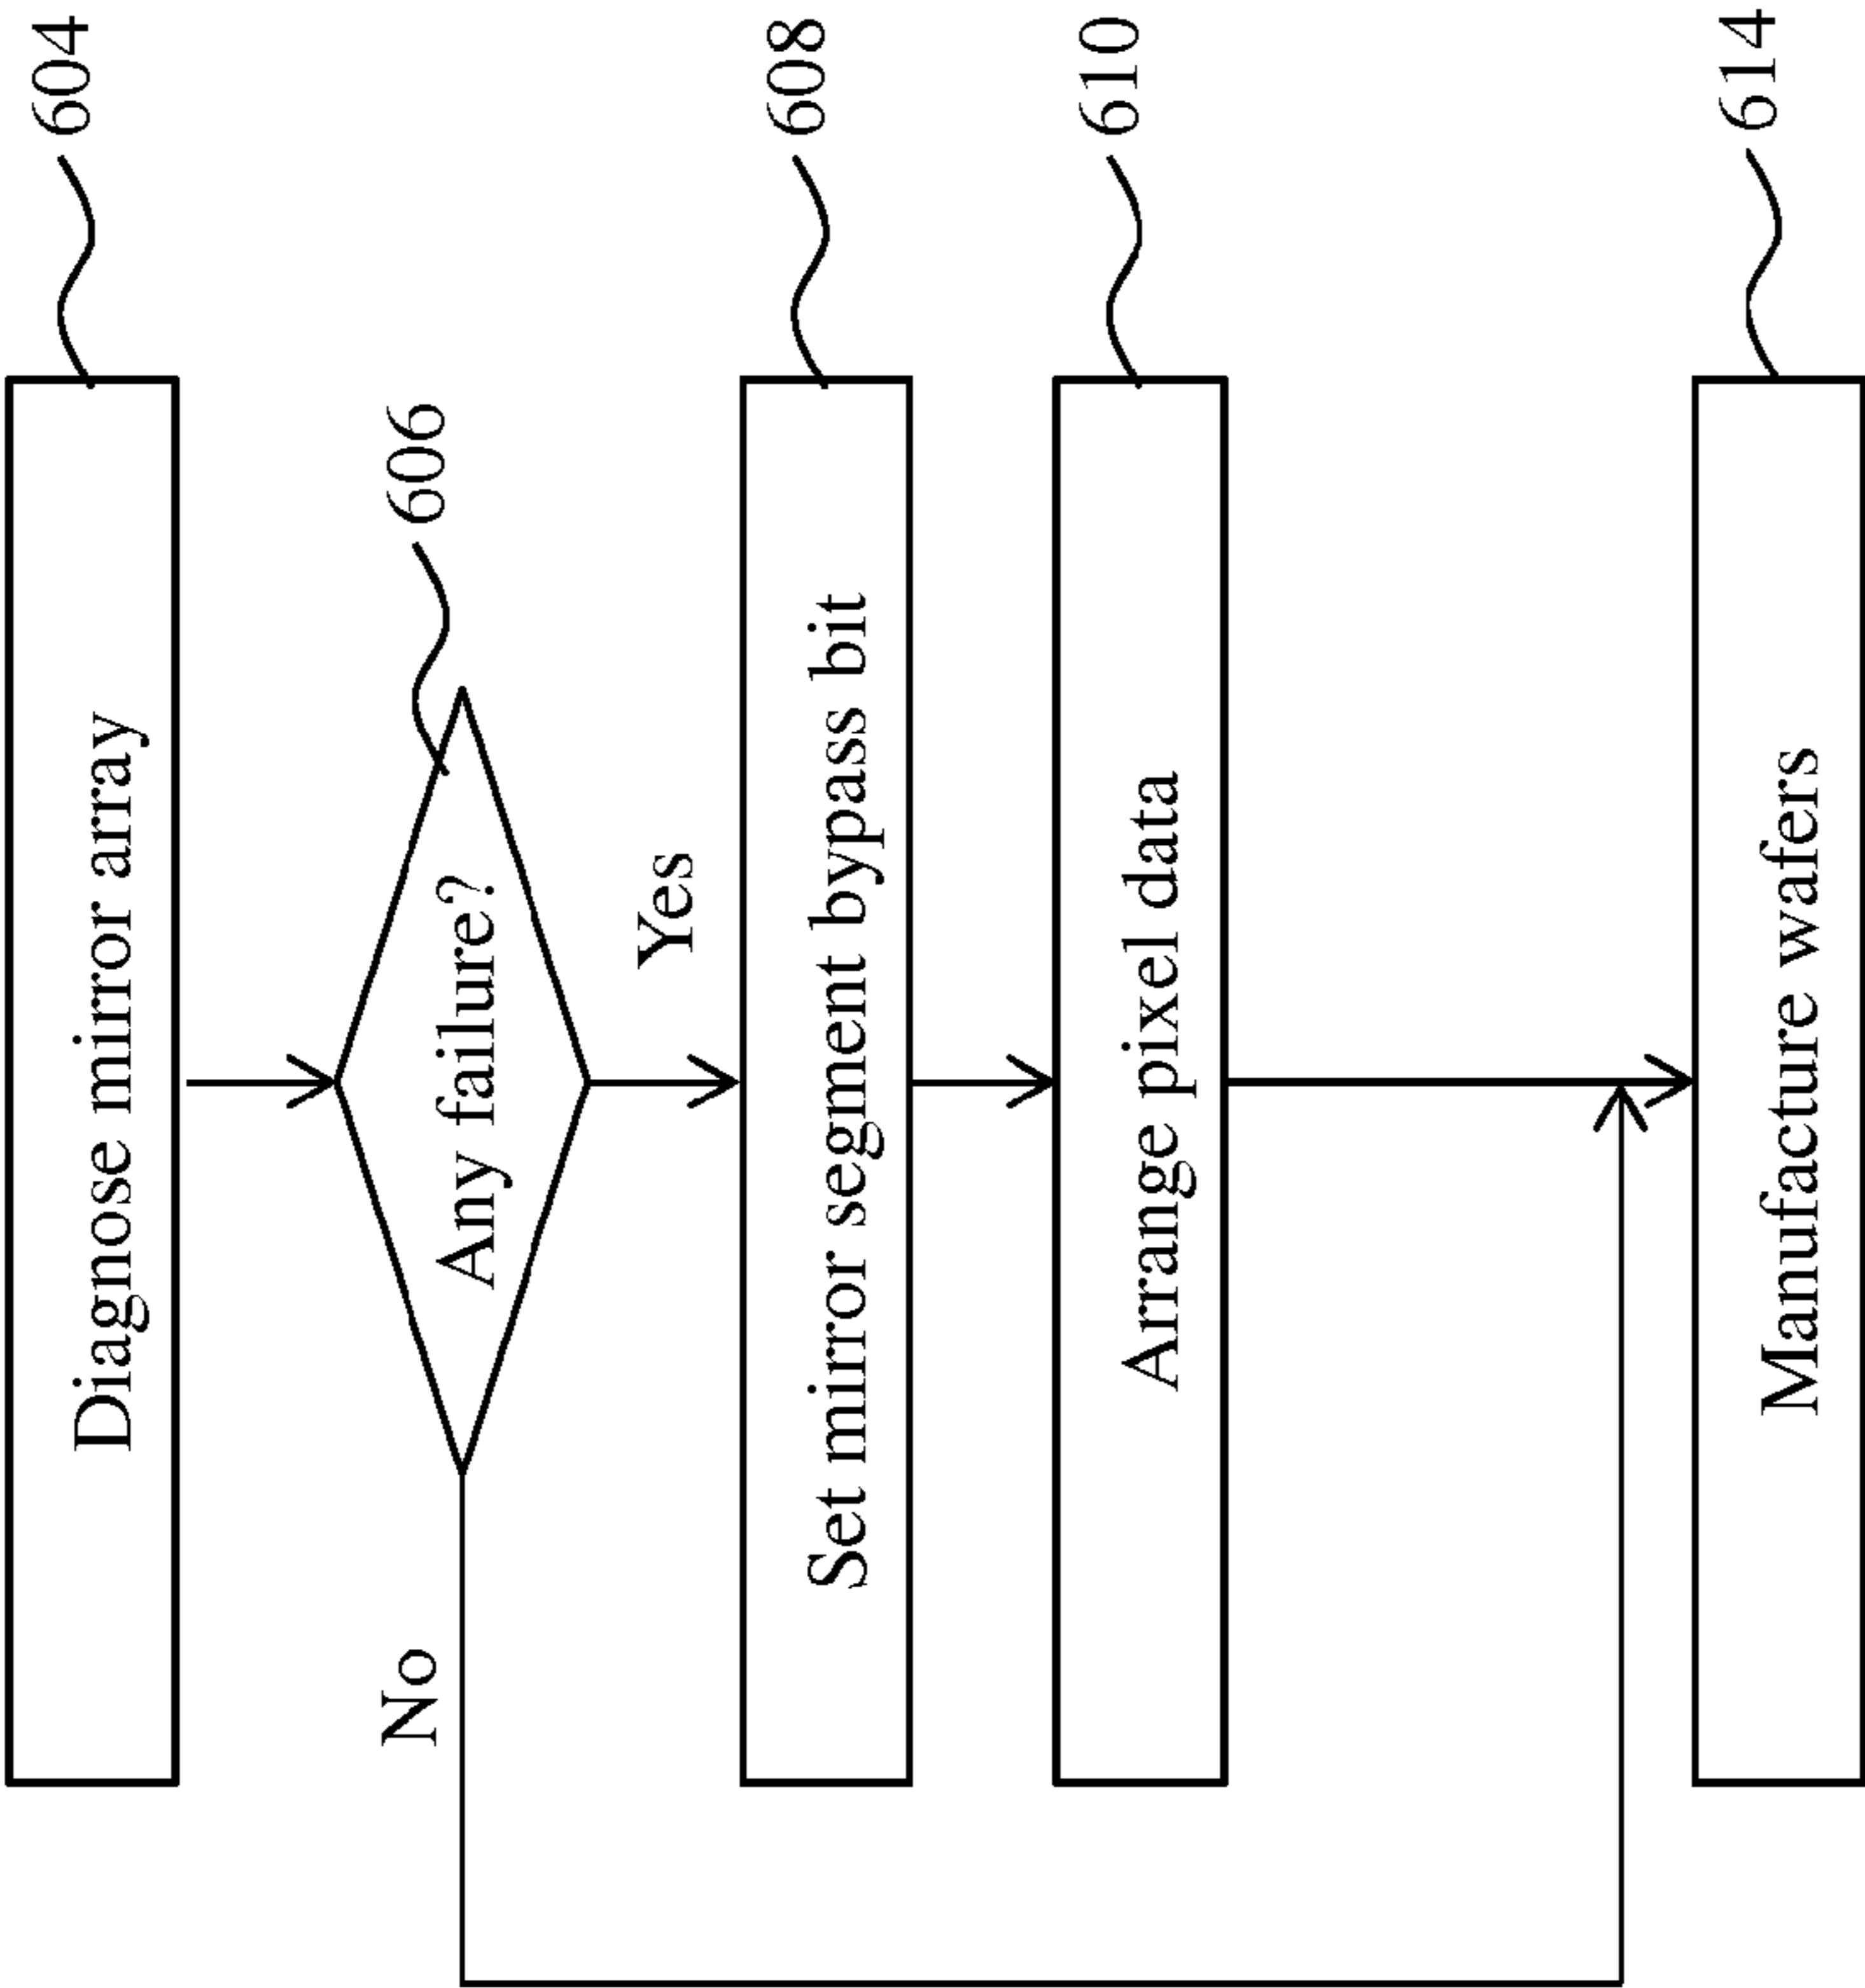 Diagnose mirror array
604
Any failure?
606
No
Yes
Set mirror segment bypass bit
608
Arrange pixel data
610
Manufacture wafers
614